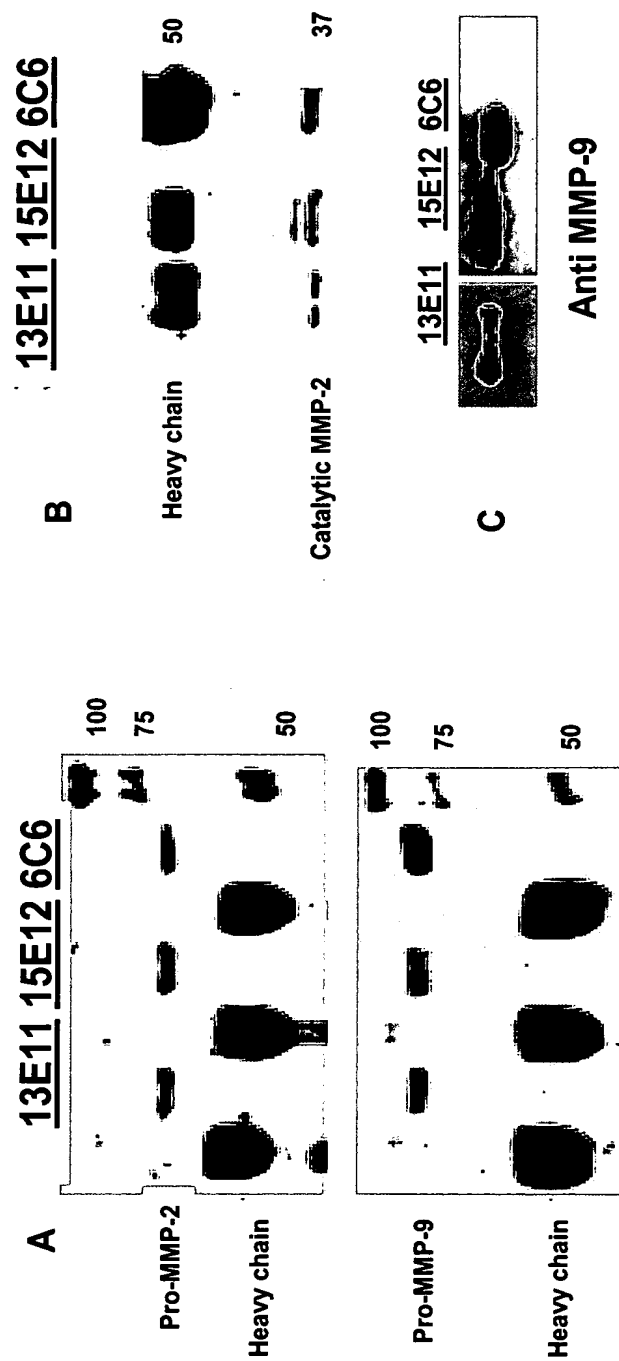 A
13E11 15E12 6C6
Pro-MMP-2
Heavy chain
100
75
50
Pro-MMP-9
Heavy chain
100
75
50
B
13E11 15E12 6C6
Heavy chain
50
Catalytic MMP-2
37
C
13E11 15E12 6C6
Anti MMP-9